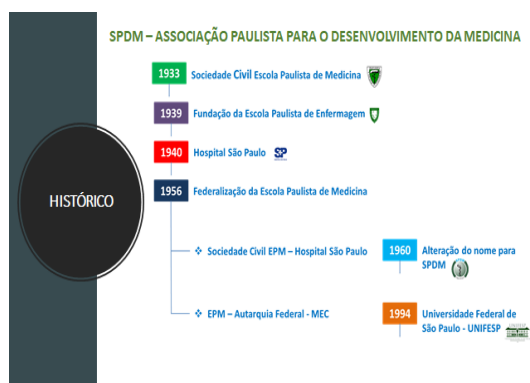 SPDM – ASSOCIAÇÃO PAULISTA PARA O DESENVOLVIMENTO DA MEDICINA
HISTÓRICO
1933 Sociedade Civil Escola Paulista de Medicina
1939 Fundação da Escola Paulista de Enfermagem
1940 Hospital São Paulo SP
1956 Federalização da Escola Paulista de Medicina
❖ Sociedade Civil EPM – Hospital São Paulo
1960 Alteração do nome para
SPDM
❖ EPM – Autarquia Federal - MEC
1994 Universidade Federal de
São Paulo - UNIFESP